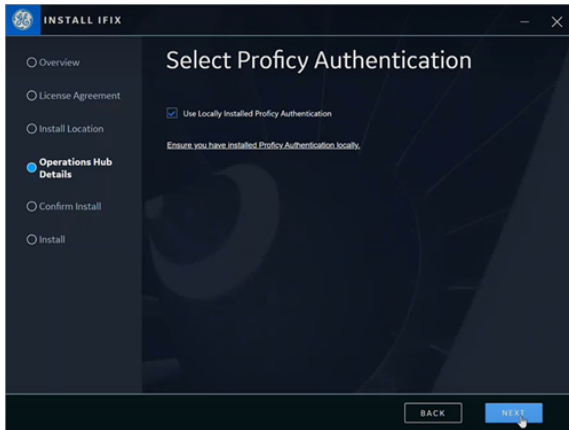 INSTALL IFIX
Overview
License Agreement
Install Location
Operations Hub
Details
Confirm Install
Install
Select Proficy Authentication
Use Locally Installed Proficy Authentication
Ensure you have installed Proficy Authentication locally.
BACK
NEXT